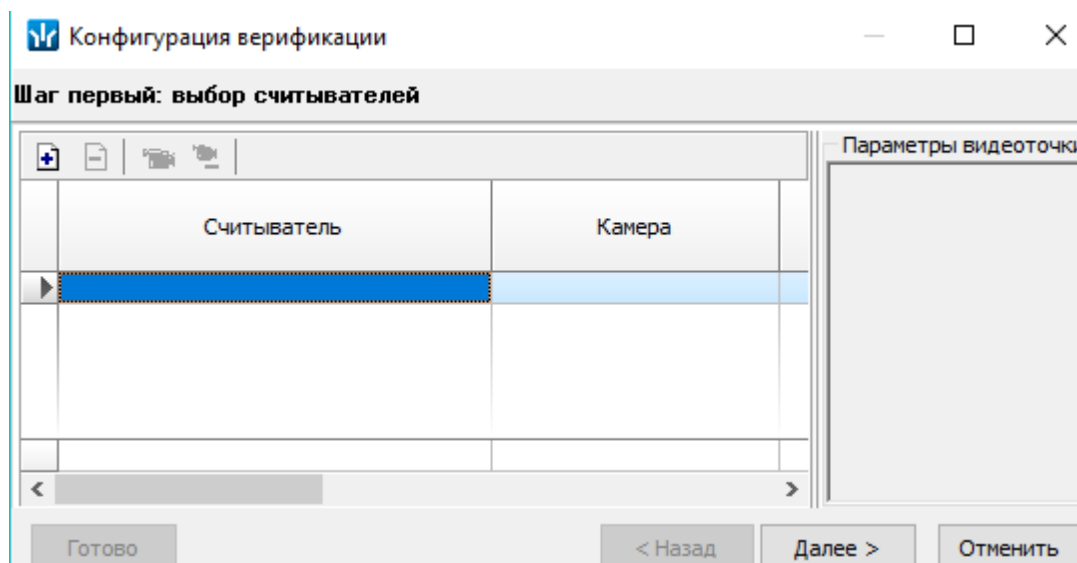 Конфигурация верификации
Шаг первый: выбор считывателей
Параметры видеоточки
Считыватель Камера
Готово < Назад Далее > Отменить